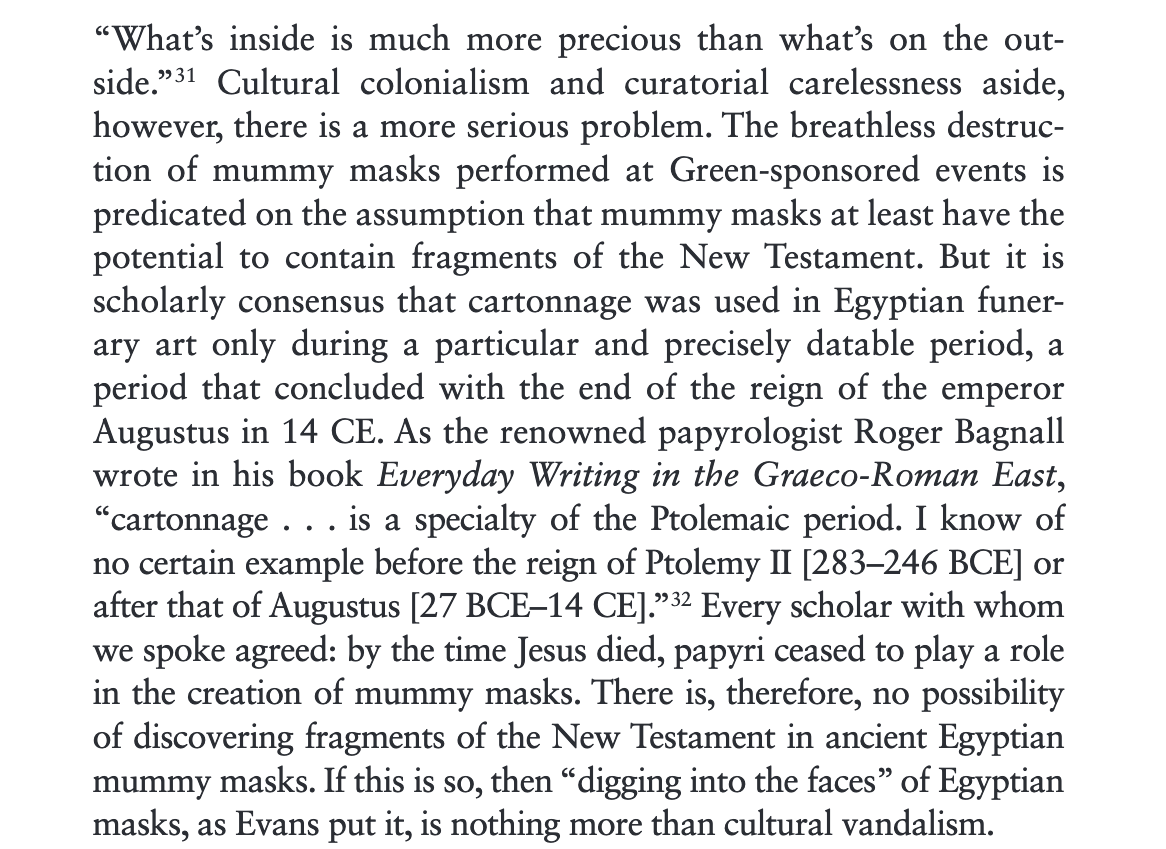 “What’s inside is much more precious than what’s on the out-
side.”31 Cultural colonialism and curatorial carelessness aside,
however, there is a more serious problem. The breathless destruc-
tion of mummy masks performed at Green-sponsored events is
predicated on the assumption that mummy masks at least have the
potential to contain fragments of the New Testament. But it is
scholarly consensus that cartonnage was used in Egyptian funer-
ary art only during a particular and precisely datable period, a
period that concluded with the end of the reign of the emperor
Augustus in 14 CE. As the renowned papyrologist Roger Bagnall
wrote in his book Everyday Writing in the Graeco-Roman East,
“cartonnage . . . is a specialty of the Ptolemaic period. I know of
no certain example before the reign of Ptolemy II [283–246 BCE] or
after that of Augustus [27 BCE–14 CE].”32 Every scholar with whom
we spoke agreed: by the time Jesus died, papyri ceased to play a role
in the creation of mummy masks. There is, therefore, no possibility
of discovering fragments of the New Testament in ancient Egyptian
mummy masks. If this is so, then “digging into the faces” of Egyptian
masks, as Evans put it, is nothing more than cultural vandalism.